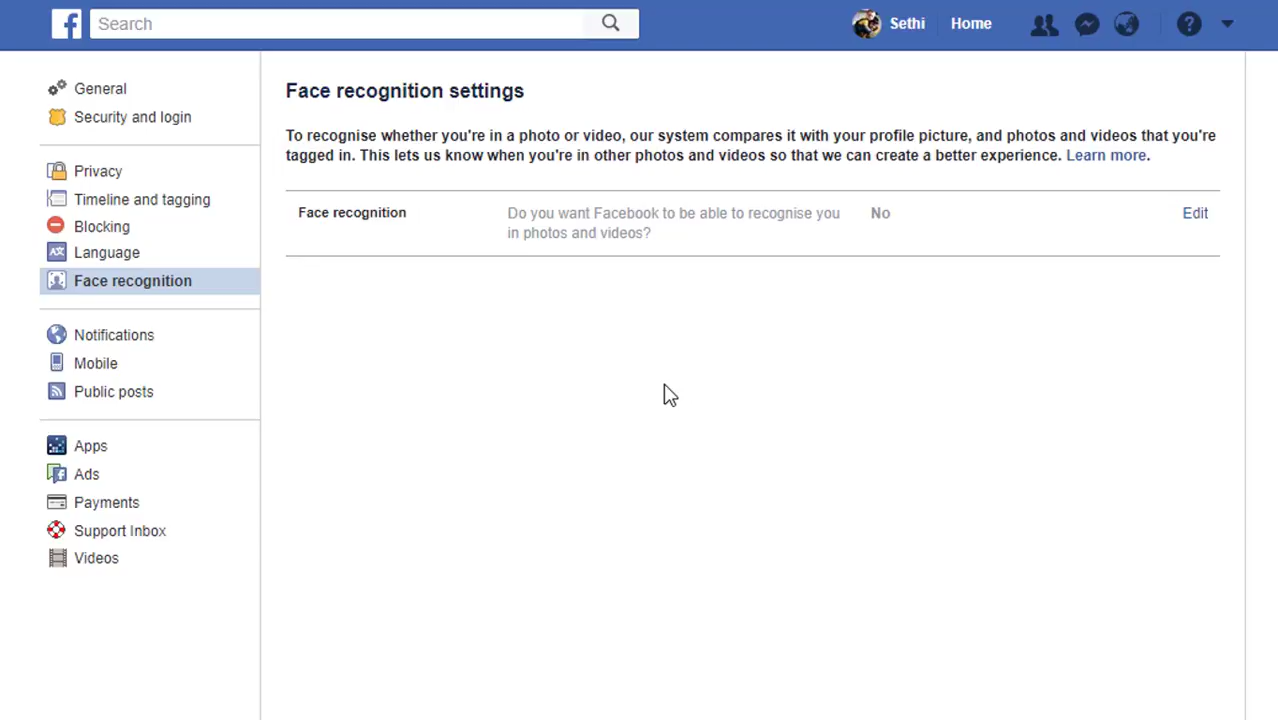 Search
Sethi
Home
General
Security and login
Privacy
Timeline and tagging
Blocking
Language
Face recognition
Notifications
Mobile
Public posts
Apps
Ads
Payments
Support Inbox
Videos
Face recognition settings
To recognise whether you're in a photo or video, our system compares it with your profile picture, and photos and videos that you're
tagged in. This lets us know when you're in other photos and videos so that we can create a better experience. Learn more.
Face recognition
Do you want Facebook to be able to recognise you
in photos and videos?
No
Edit